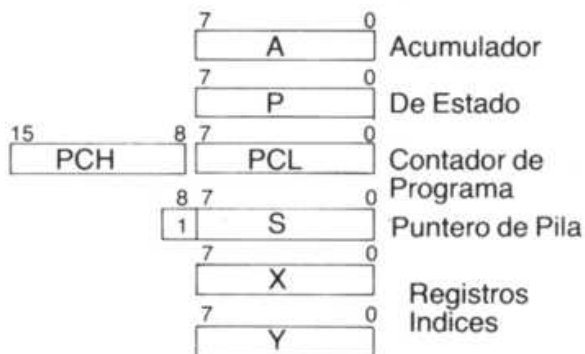 7 0
A Acumulador
7 0
P De Estado
15 8 7 0
PCH PCL Contador de
Programa
8 7 0
1 S Puntero de Pila
7 0
X Registros
Indices
7 0
Y